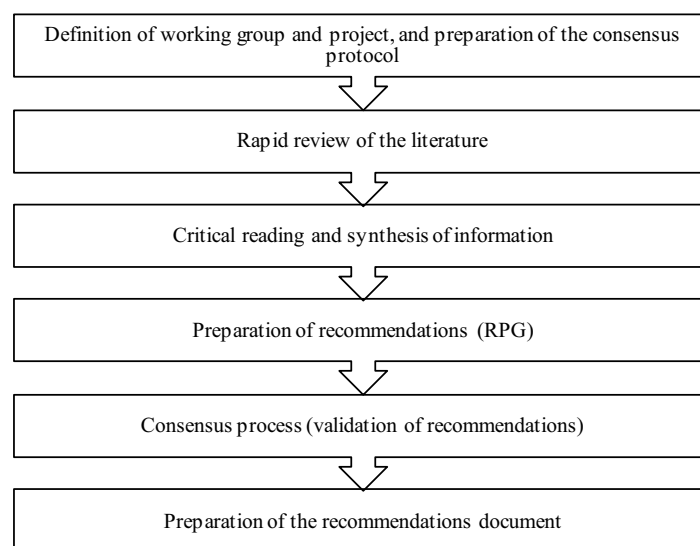 Definition of working group and project, and preparation of the consensus
protocol
Rapid review of the literature
Critical reading and synthesis of information
Preparation of recommendations (RPG)
Consensus process (validation of recommendations)
Preparation of the recommendations document